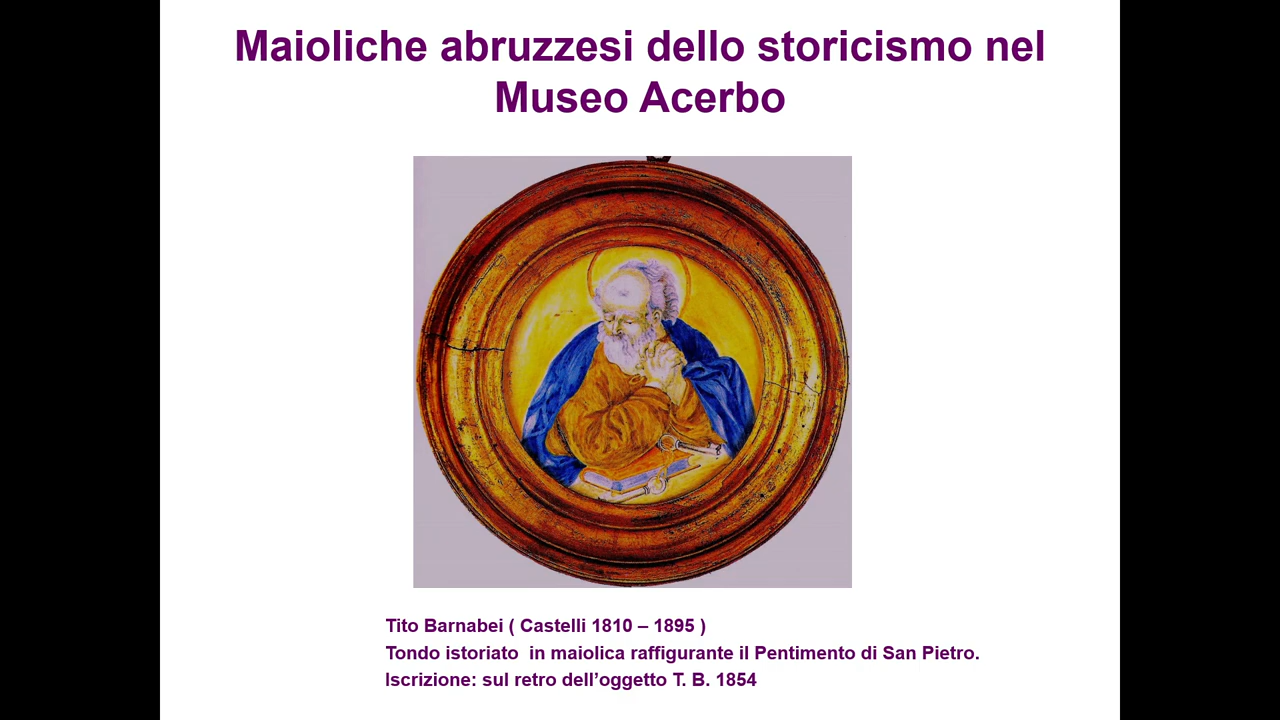 Maioliche abruzzesi dello storicismo nel
Museo Acerbo
Tito Barnabei ( Castelli 1810 – 1895 )
Tondo istoriato  in maiolica raffigurante il Pentimento di San Pietro.
Iscrizione: sul retro dell’oggetto T. B. 1854